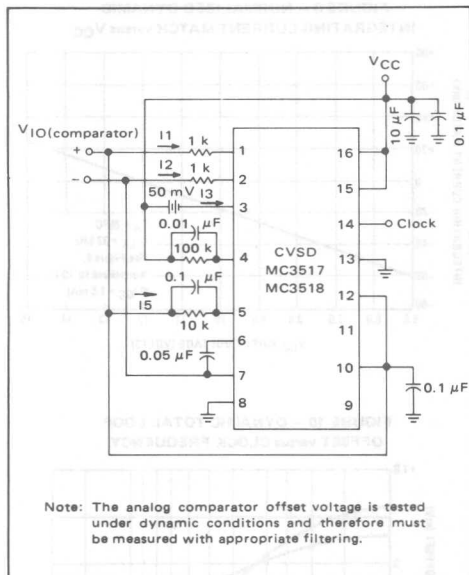 VCC
10 μF
0.1 μF
VIO(comparator)
+
I1
1 k
1
16
I2
1 k
-
2
15
50 mV
I3
3
0.01 μF
14
Clock
100 k
4
CVSD
MC3517
MC3518
13
0.1 μF
12
I5
10 k
5
11
6
0.05 μF
10
7
0.1 μF
8
9
Note: The analog comparator offset voltage is tested
under dynamic conditions and therefore must
be measured with appropriate filtering.